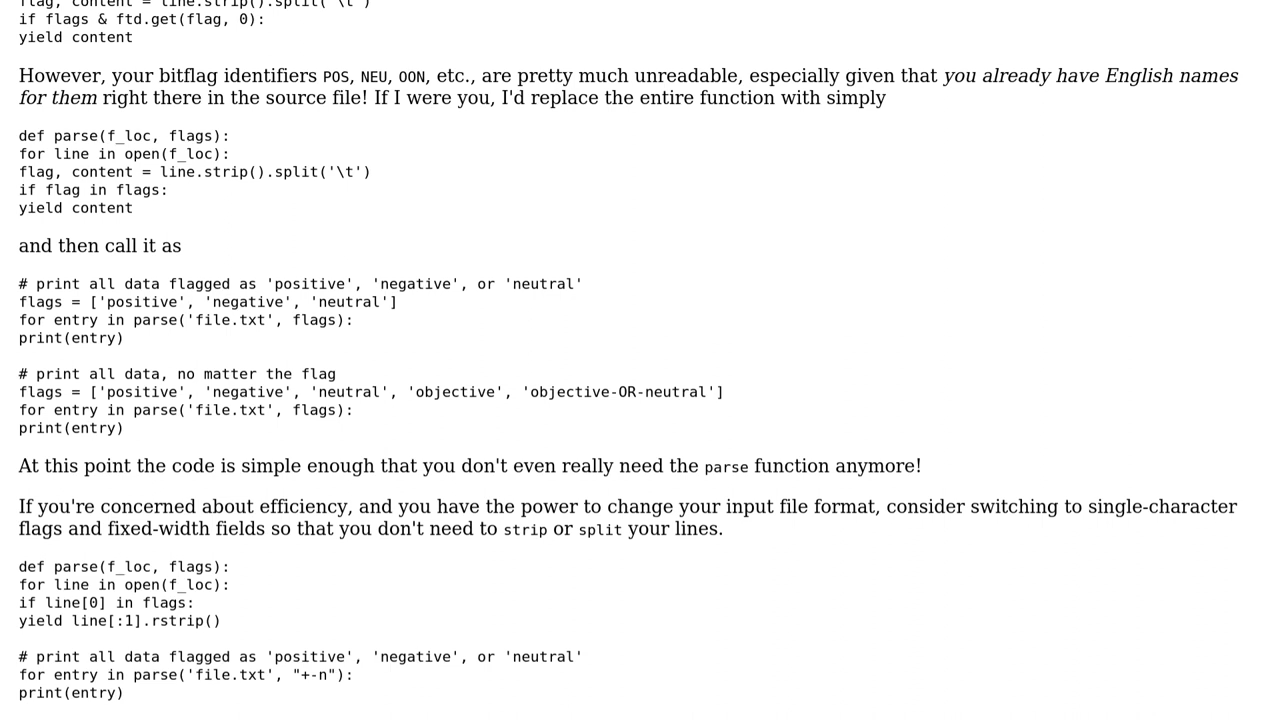 flag, content = line.strip().split('\t')
if flags & ftd.get(flag, 0):
yield content
However, your bitflag identifiers POS, NEU, OON, etc., are pretty much unreadable, especially given that you already have English names
for them right there in the source file! If I were you, I'd replace the entire function with simply
def parse(f_loc, flags):
for line in open(f_loc):
flag, content = line.strip().split('\t')
if flag in flags:
yield content
and then call it as
# print all data flagged as 'positive', 'negative', or 'neutral'
flags = ['positive', 'negative', 'neutral']
for entry in parse('file.txt', flags):
print(entry)
# print all data, no matter the flag
flags = ['positive', 'negative', 'neutral', 'objective', 'objective-OR-neutral']
for entry in parse('file.txt', flags):
print(entry)
At this point the code is simple enough that you don't even really need the parse function anymore!
If you're concerned about efficiency, and you have the power to change your input file format, consider switching to single-character
flags and fixed-width fields so that you don't need to strip or split your lines.
def parse(f_loc, flags):
for line in open(f_loc):
if line[0] in flags:
yield line[:1].rstrip()
# print all data flagged as 'positive', 'negative', or 'neutral'
for entry in parse('file.txt', "+-n"):
print(entry)